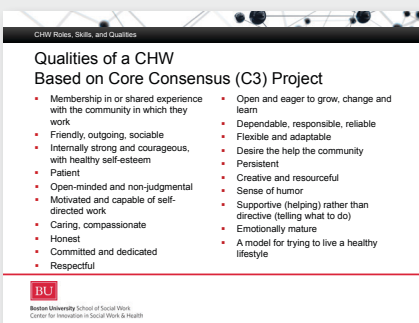 CHW Roles, Skills, and Qualities
Qualities of a CHW
Based on Core Consensus (C3) Project
▪ Membership in or shared experience
with the community in which they
work
▪ Friendly, outgoing, sociable
▪ Internally strong and courageous,
with healthy self-esteem
▪ Patient
▪ Open-minded and non-judgmental
▪ Motivated and capable of self-
directed work
▪ Caring, compassionate
▪ Honest
▪ Committed and dedicated
▪ Respectful
▪ Open and eager to grow, change and
learn
▪ Dependable, responsible, reliable
▪ Flexible and adaptable
▪ Desire the help the community
▪ Persistent
▪ Creative and resourceful
▪ Sense of humor
▪ Supportive (helping) rather than
directive (telling what to do)
▪ Emotionally mature
▪ A model for trying to live a healthy
lifestyle
BU
Boston University School of Social Work
Center for Innovation in Social Work & Health